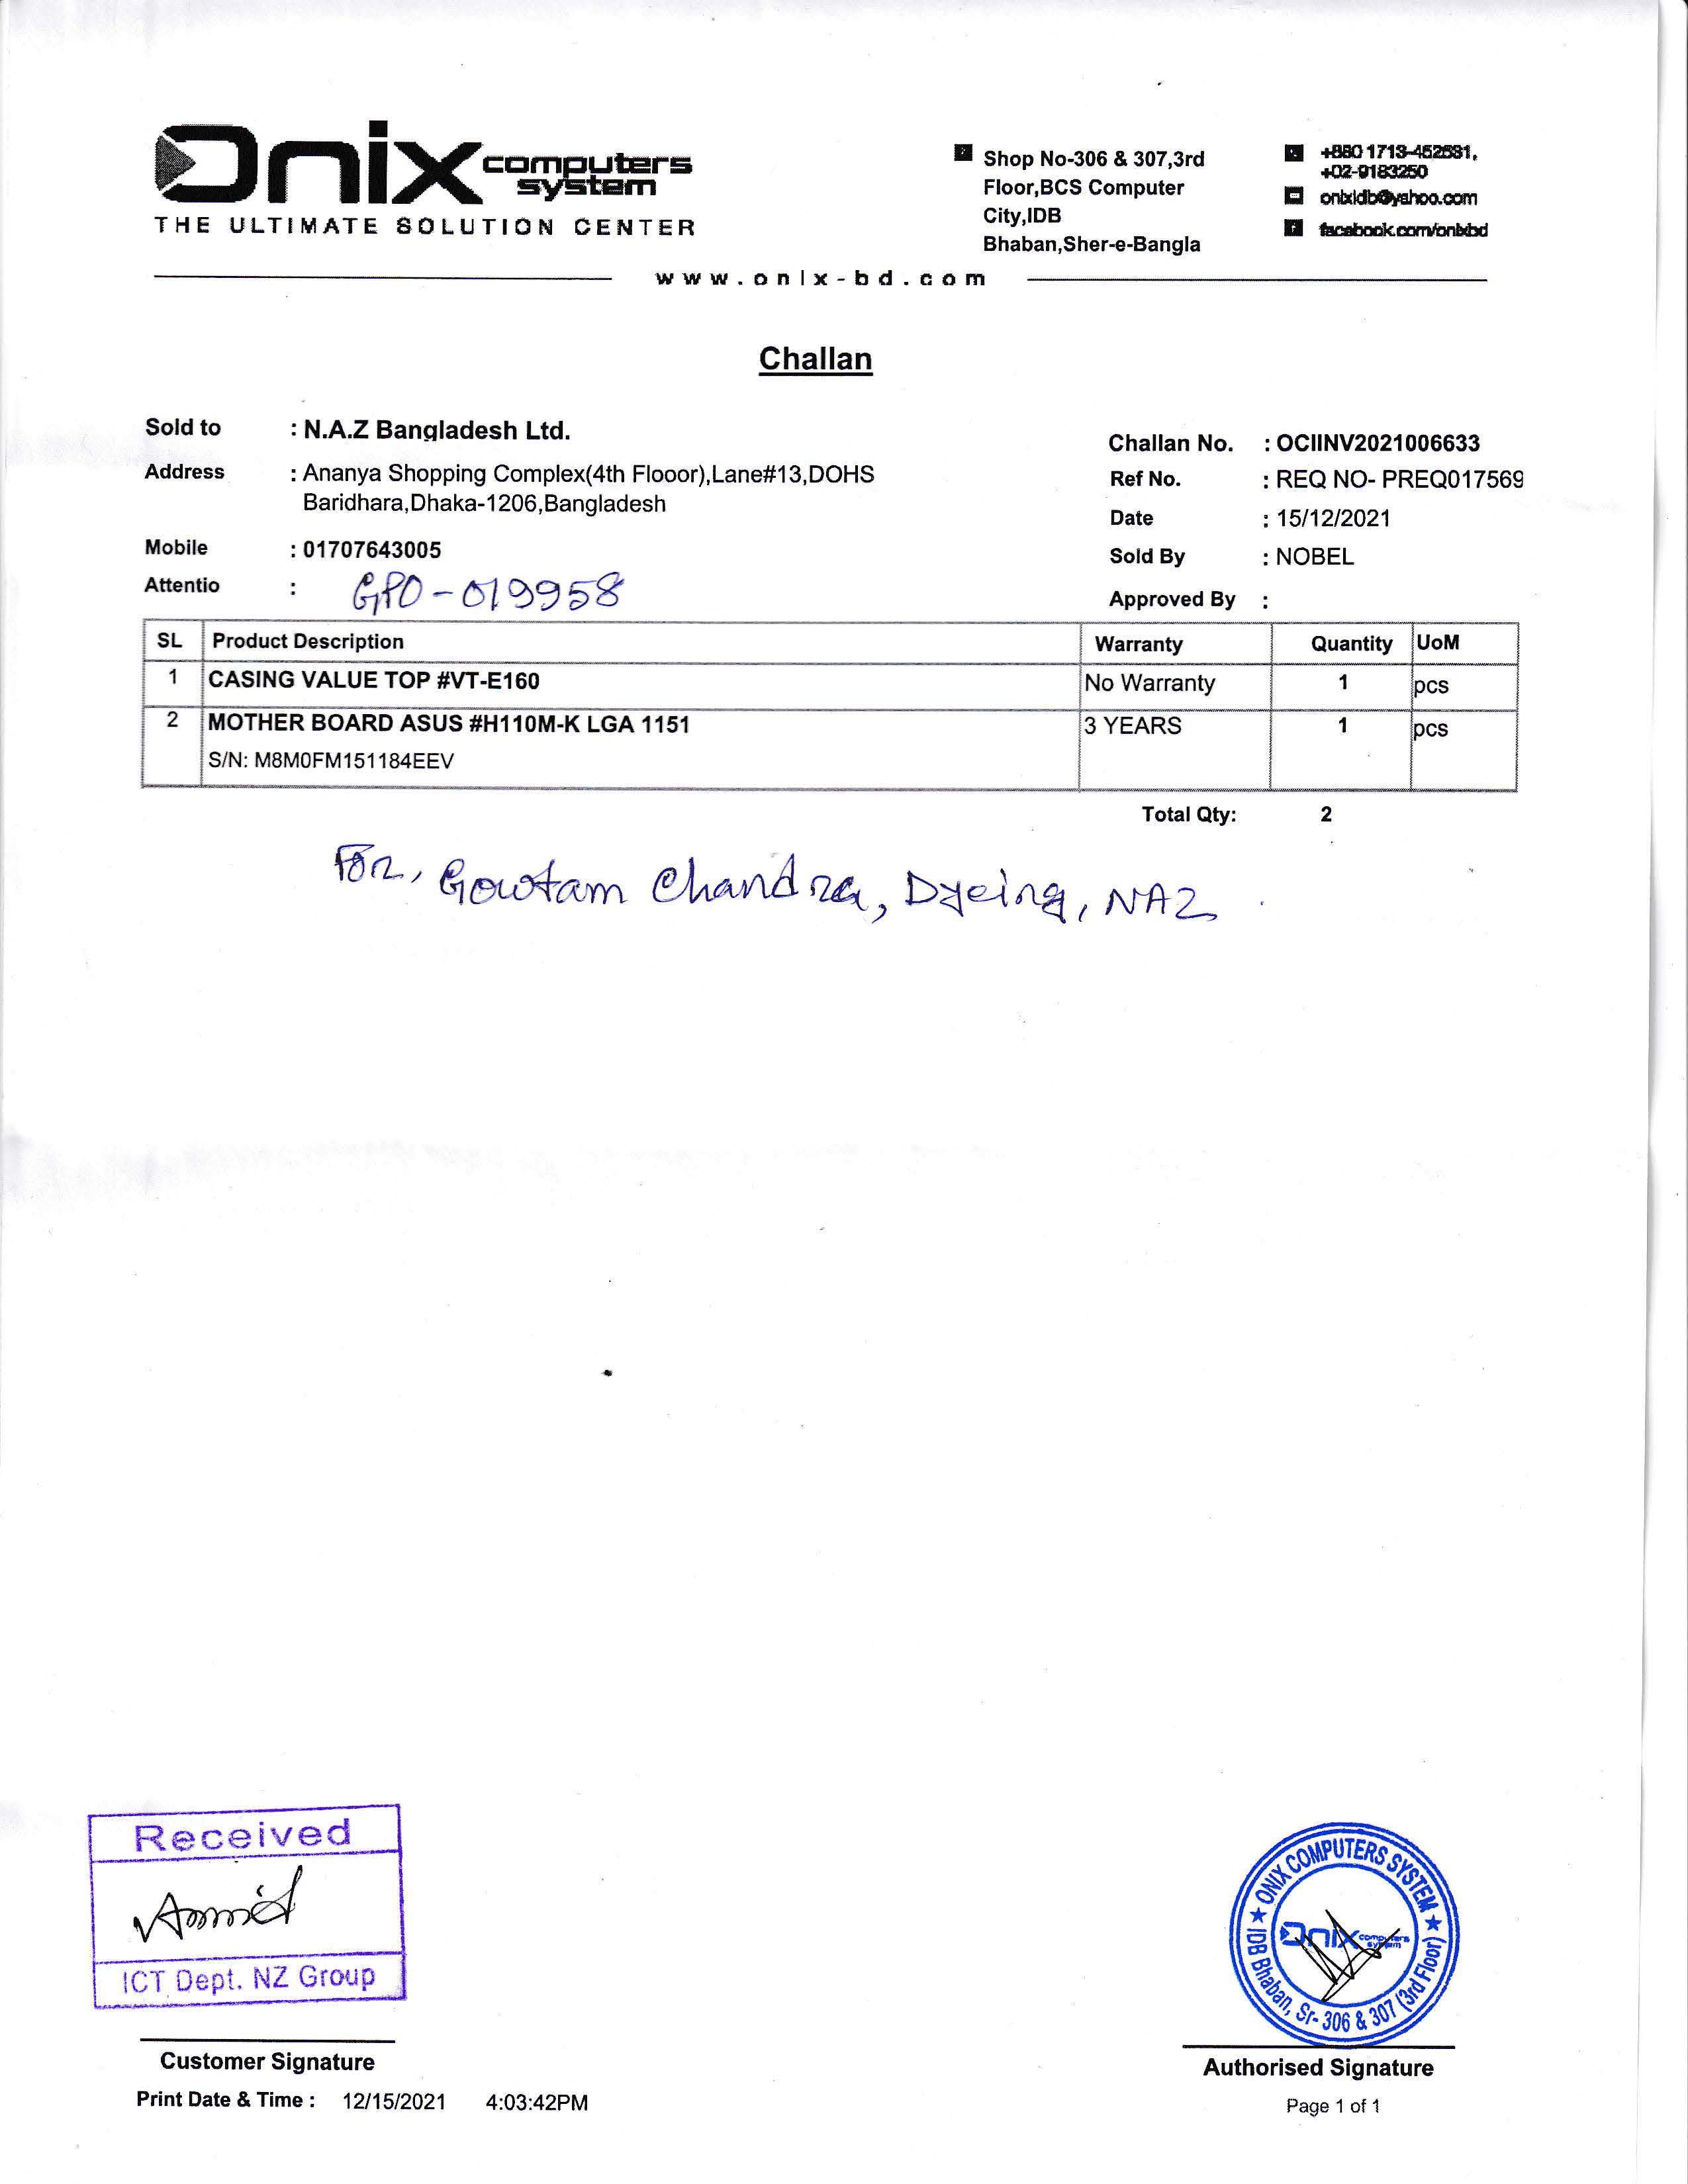 Onix computers system
THE ULTIMATE SOLUTION CENTER
Shop No-306 & 307,3rd
Floor,BCS Computer
City,IDB
Bhaban,Sher-e-Bangla
+880 1713-452681,
+02-9183250
onixidb@yahoo.com
facebook.com/onixbd
www.onix-bd.com
Challan
Sold to : N.A.Z Bangladesh Ltd.
Address : Ananya Shopping Complex(4th Flooor),Lane#13,DOHS
Baridhara,Dhaka-1206,Bangladesh
Mobile : 01707643005
Attentio : GPO-019958
Challan No. : OCIINV2021006633
Ref No. : REQ NO- PREQ017569
Date : 15/12/2021
Sold By : NOBEL
Approved By :
SL Product Description Warranty Quantity UoM
1 CASING VALUE TOP #VT-E160 No Warranty 1 pcs
2 MOTHER BOARD ASUS #H110M-K LGA 1151 3 YEARS 1 pcs
S/N: M8M0FM151184EEV
Total Qty: 2
For, Gowtam Chandra, Dyeing, NAZ
Received
ICT Dept. NZ Group
ONIX COMPUTERS SYSTEM
Onix computers system
IDB Bhaban, Sr- 306 & 307 (3rd Floor)
Customer Signature
Authorised Signature
Print Date & Time : 12/15/2021 4:03:42PM
Page 1 of 1